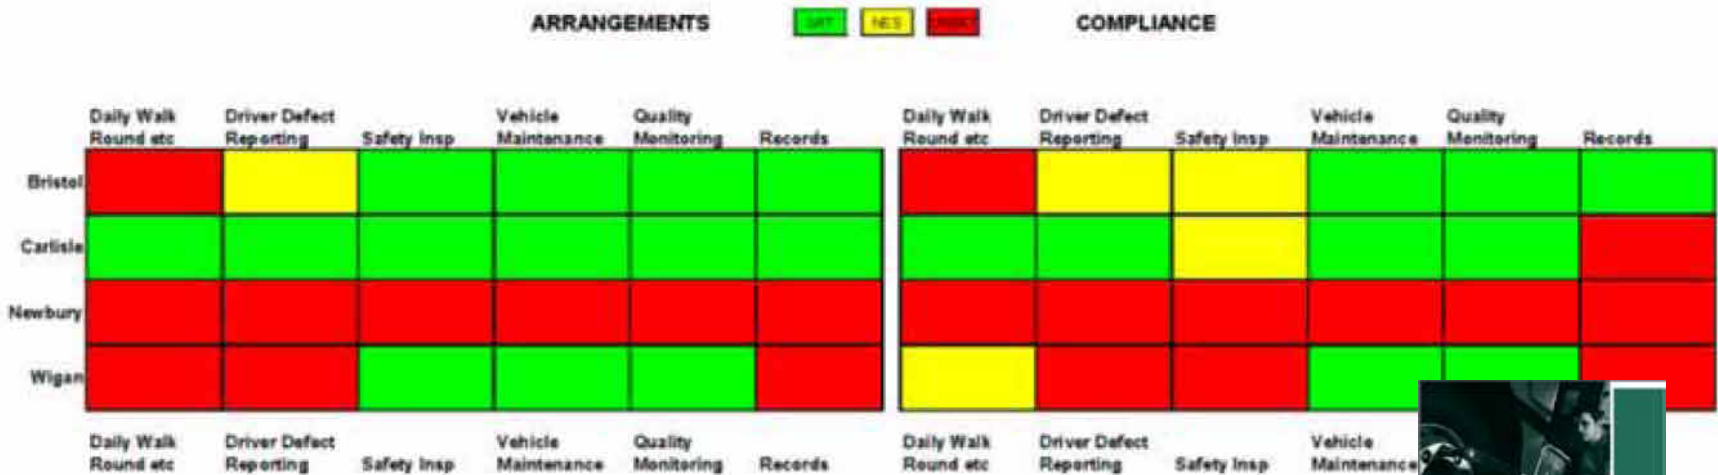 ARRANGEMENTS SAT NES COMPLIANCE
Daily Walk Driver Defect Vehicle Quality Daily Walk Driver Defect Vehicle Quality
Round etc Reporting Safety Insp Maintenance Monitoring Records Round etc Reporting Safety Insp Maintenance Monitoring Records
Bristol
Carlisle
Newbury
Wigan
Daily Walk Driver Defect Vehicle Quality Daily Walk Driver Defect Vehicle
Round etc Reporting Safety Insp Maintenance Monitoring Records Round etc Reporting Safety Insp Maintenance